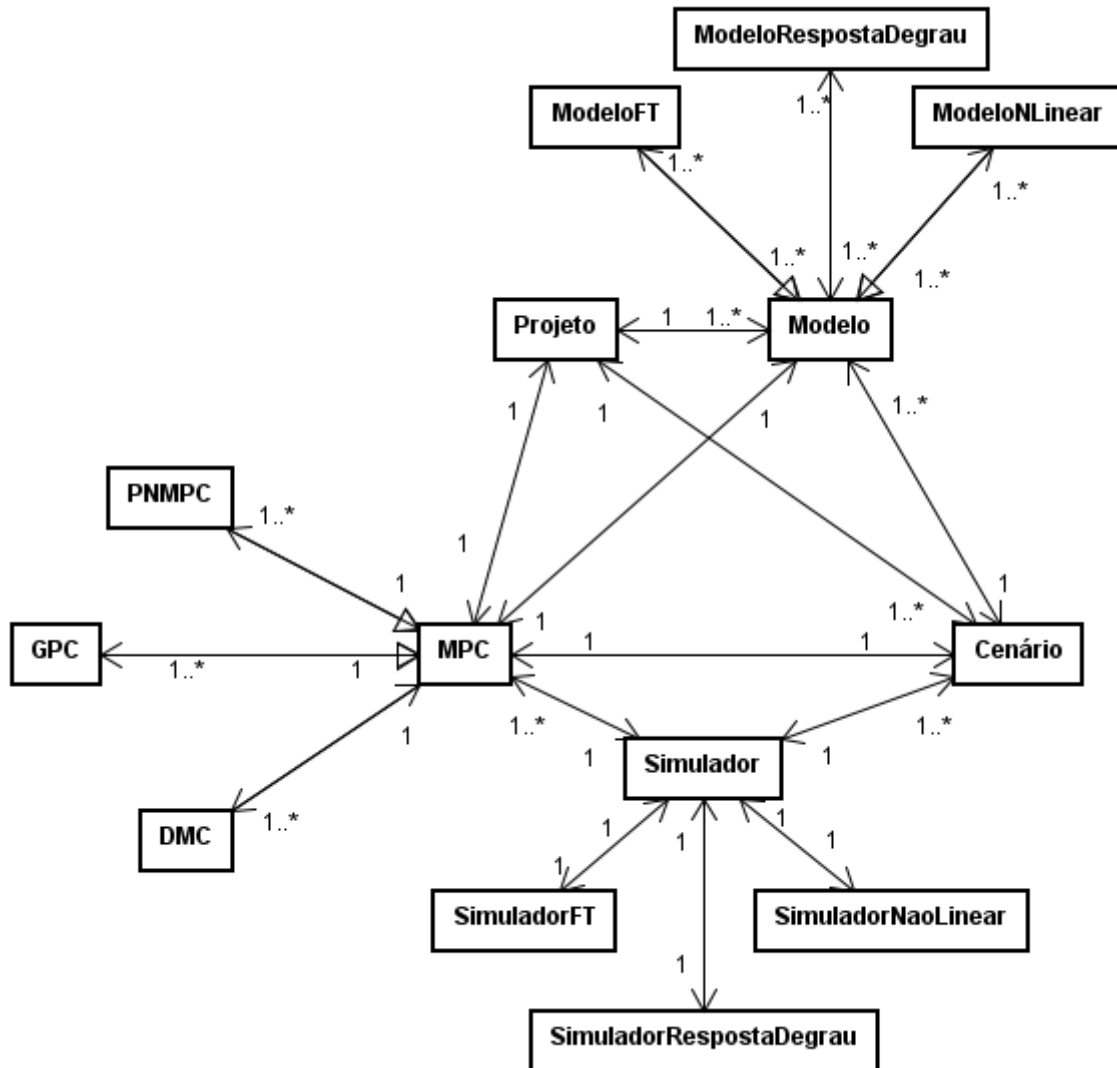 ModeloRespostaDegrau
ModeloFT
1..*
ModeloNLinear
1..*
1..*
1..*
1..*
1..*
Projeto
1
1..*
Modelo
1
1
1
1..*
PNMPC
1..*
1
1
1
1..*
1
GPC
1..*
1
MPC
1
1
Cenário
1
1..*
1
Simulador
1
1..*
DMC
1..*
1
1
1
1
1
SimuladorFT
SimuladorNaoLinear
1
SimuladorRespostaDegrau